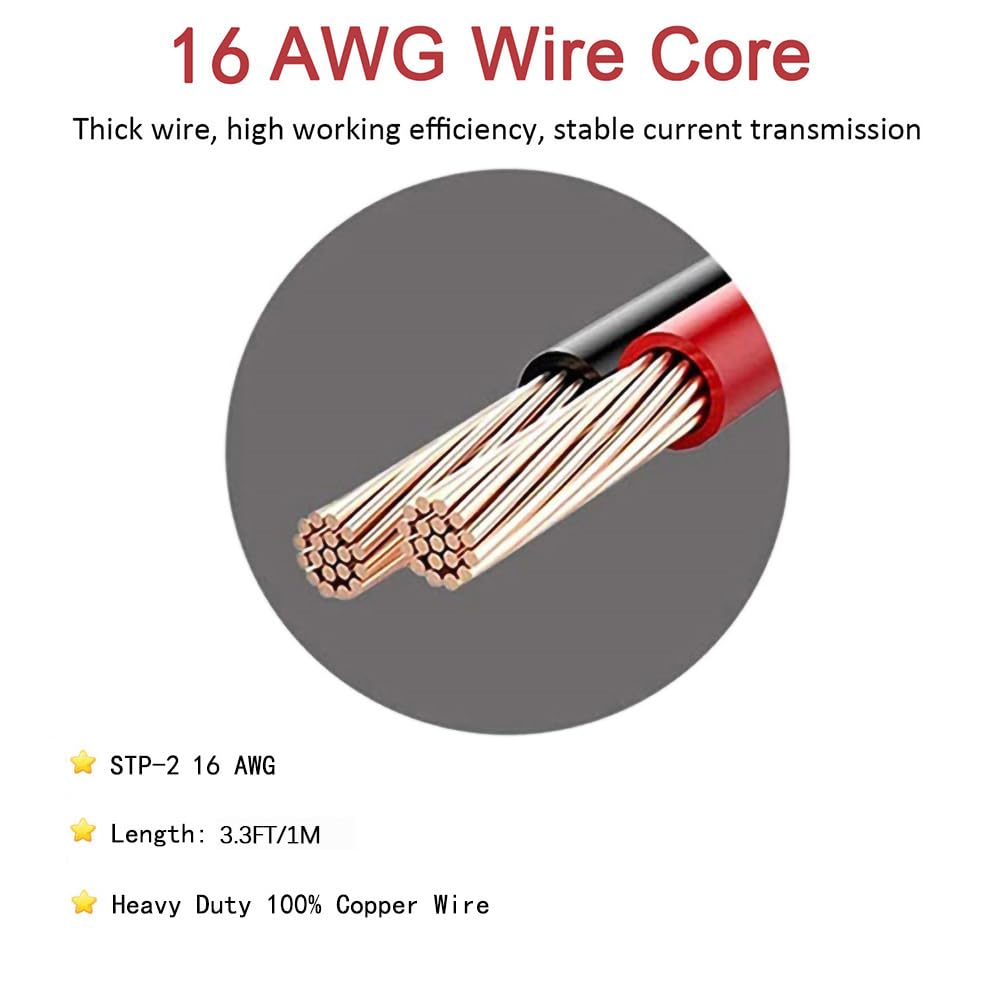 16 AWG Wire Core
Thick wire, high working efficiency, stable current transmission
STP-2 16 AWG
Length: 3.3FT/1M
Heavy Duty 100% Copper Wire